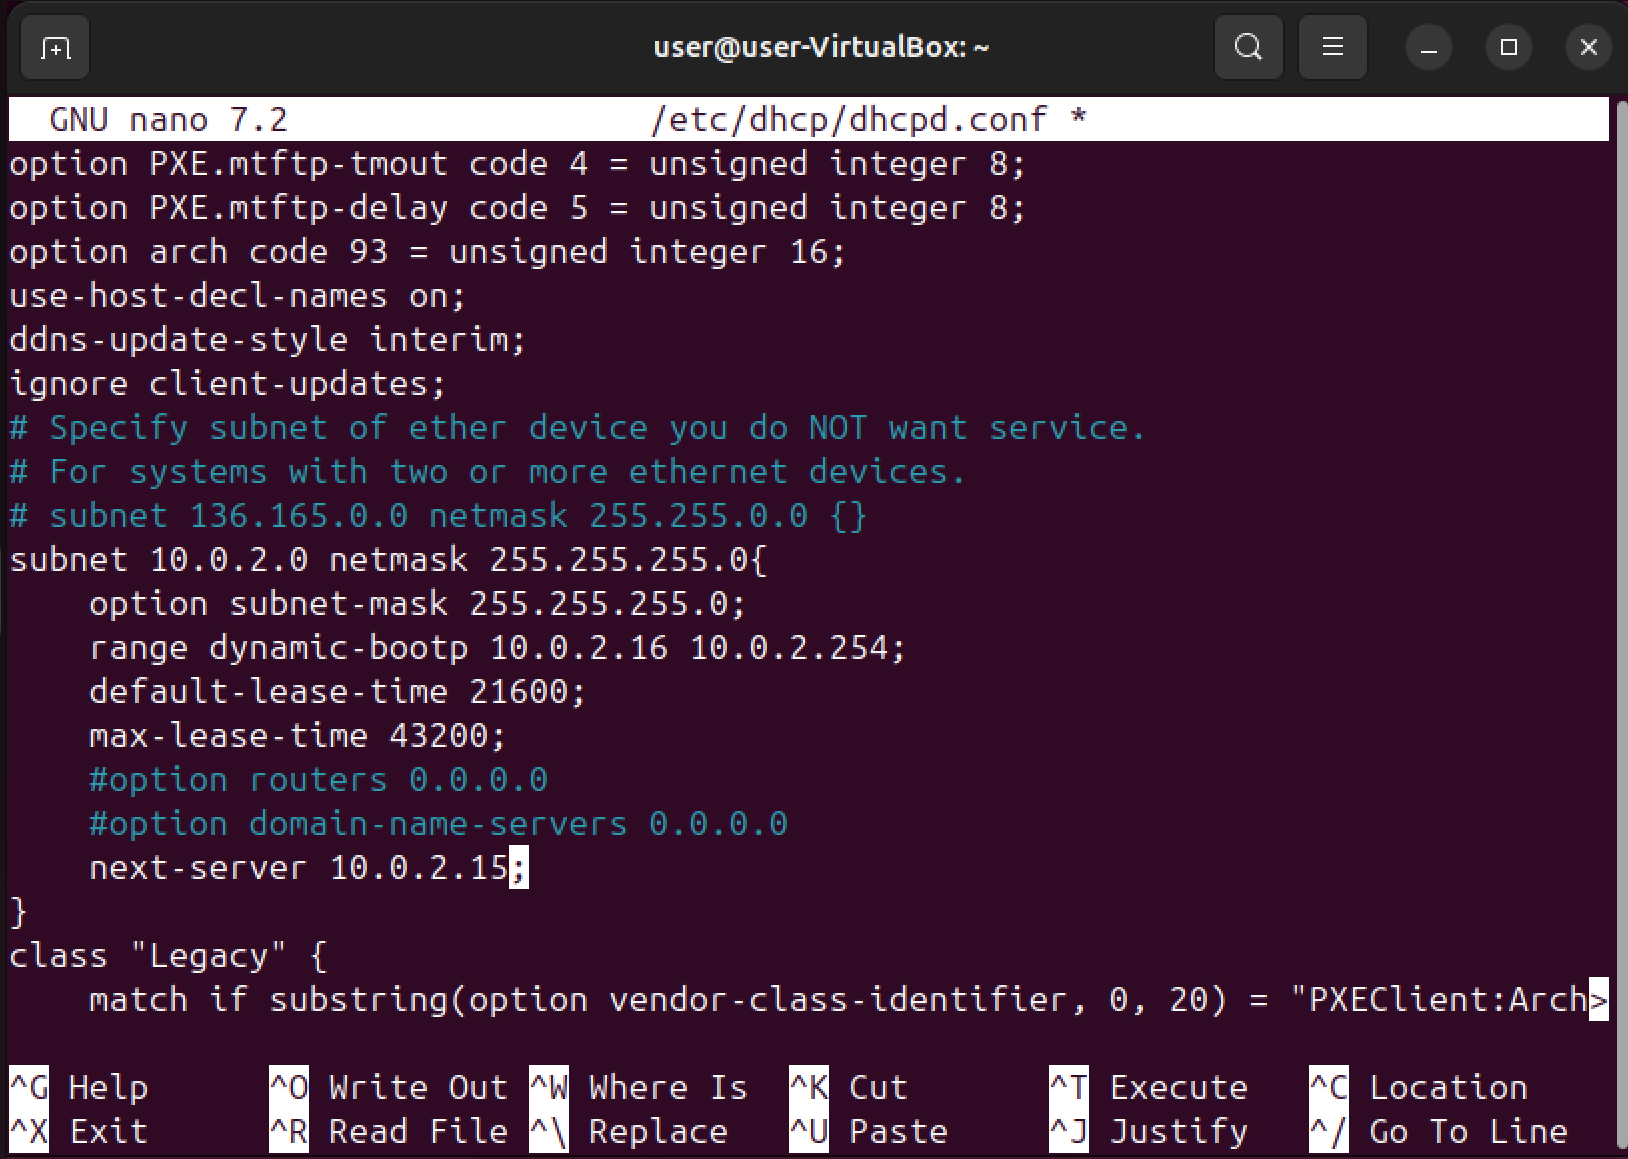 user@user-VirtualBox: ~
GNU nano 7.2 /etc/dhcp/dhcpd.conf *
option PXE.mtftp-tmout code 4 = unsigned integer 8;
option PXE.mtftp-delay code 5 = unsigned integer 8;
option arch code 93 = unsigned integer 16;
use-host-decl-names on;
ddns-update-style interim;
ignore client-updates;
# Specify subnet of ether device you do NOT want service.
# For systems with two or more ethernet devices.
# subnet 136.165.0.0 netmask 255.255.0.0 {}
subnet 10.0.2.0 netmask 255.255.255.0{
    option subnet-mask 255.255.255.0;
    range dynamic-bootp 10.0.2.16 10.0.2.254;
    default-lease-time 21600;
    max-lease-time 43200;
    #option routers 0.0.0.0
    #option domain-name-servers 0.0.0.0
    next-server 10.0.2.15;
}
class "Legacy" {
    match if substring(option vendor-class-identifier, 0, 20) = "PXEClient:Arch>
^G Help ^O Write Out ^W Where Is ^K Cut ^T Execute ^C Location
^X Exit ^R Read File ^\ Replace ^U Paste ^J Justify ^/ Go To Line